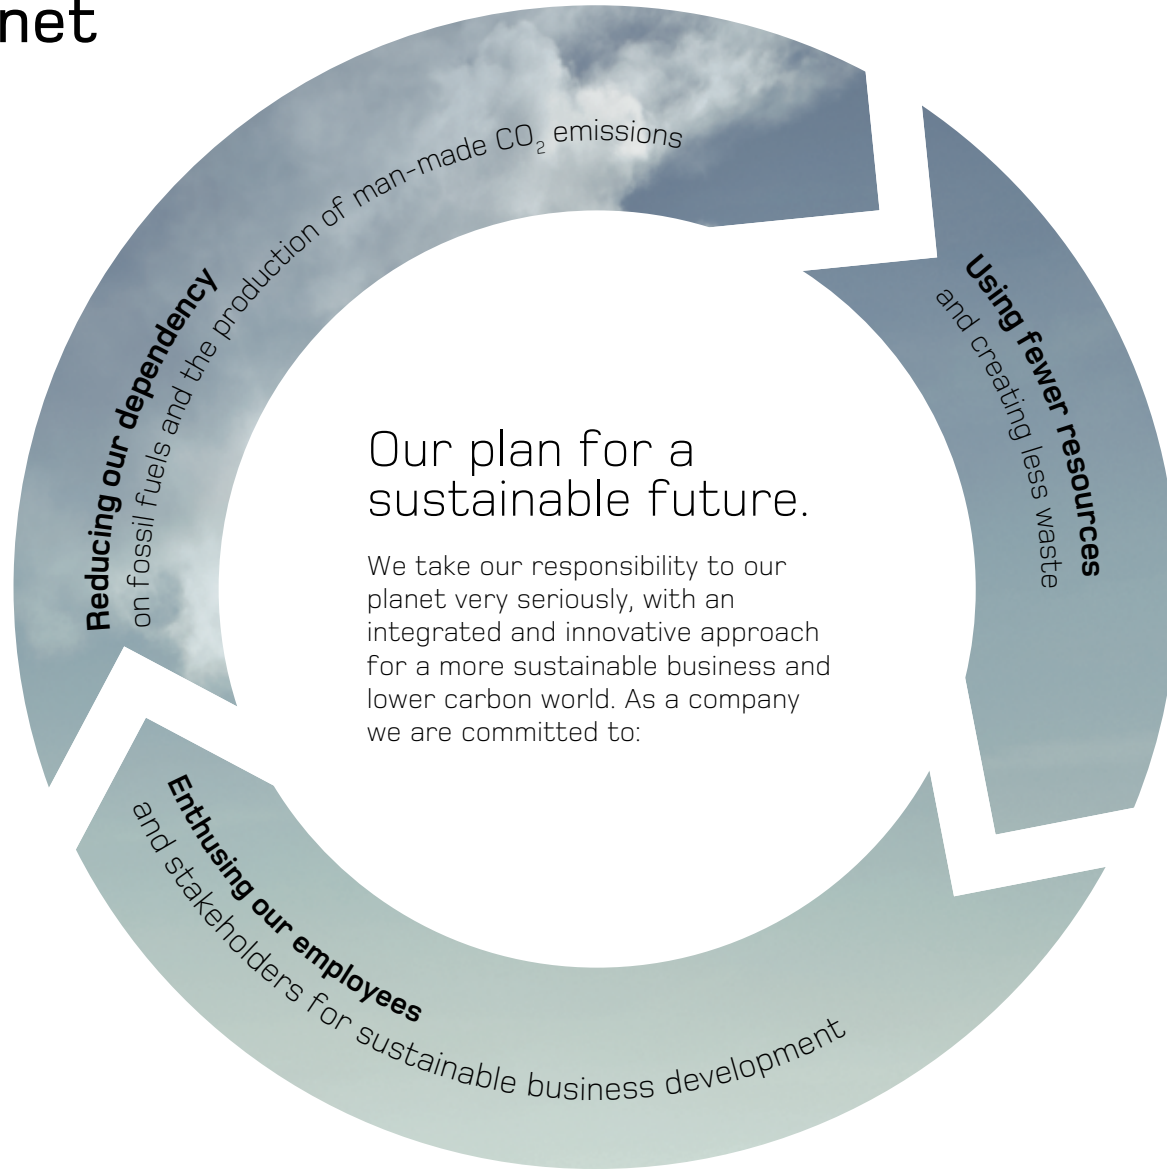 net
Reducing our dependency
on fossil fuels and the production of man-made CO₂ emissions
Using fewer resources
and creating less waste
Our plan for a
sustainable future.
We take our responsibility to our
planet very seriously, with an
integrated and innovative approach
for a more sustainable business and
lower carbon world. As a company
we are committed to:
Enthusing our employees
and stakeholders for sustainable business development